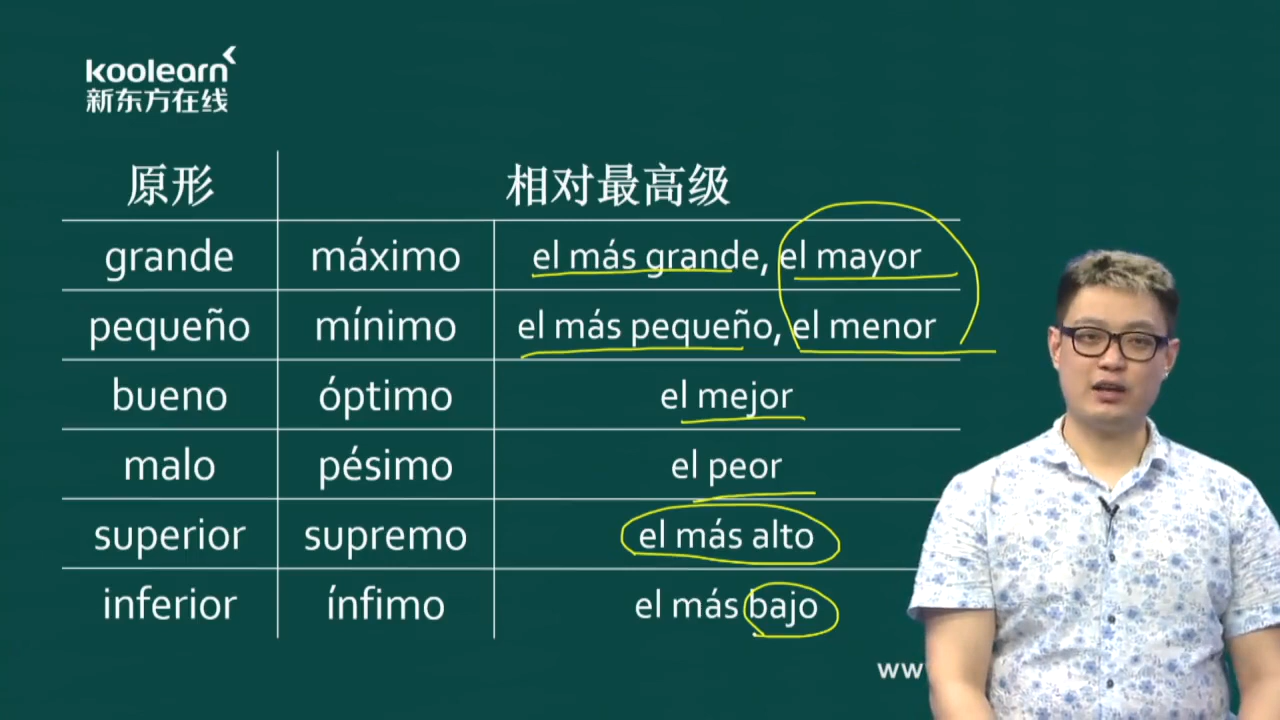 koolearn
新东方在线
原形 相对最高级
grande máximo el más grande, el mayor
pequeño mínimo el más pequeño, el menor
bueno óptimo el mejor
malo pésimo el peor
superior supremo el más alto
inferior ínfimo el más bajo